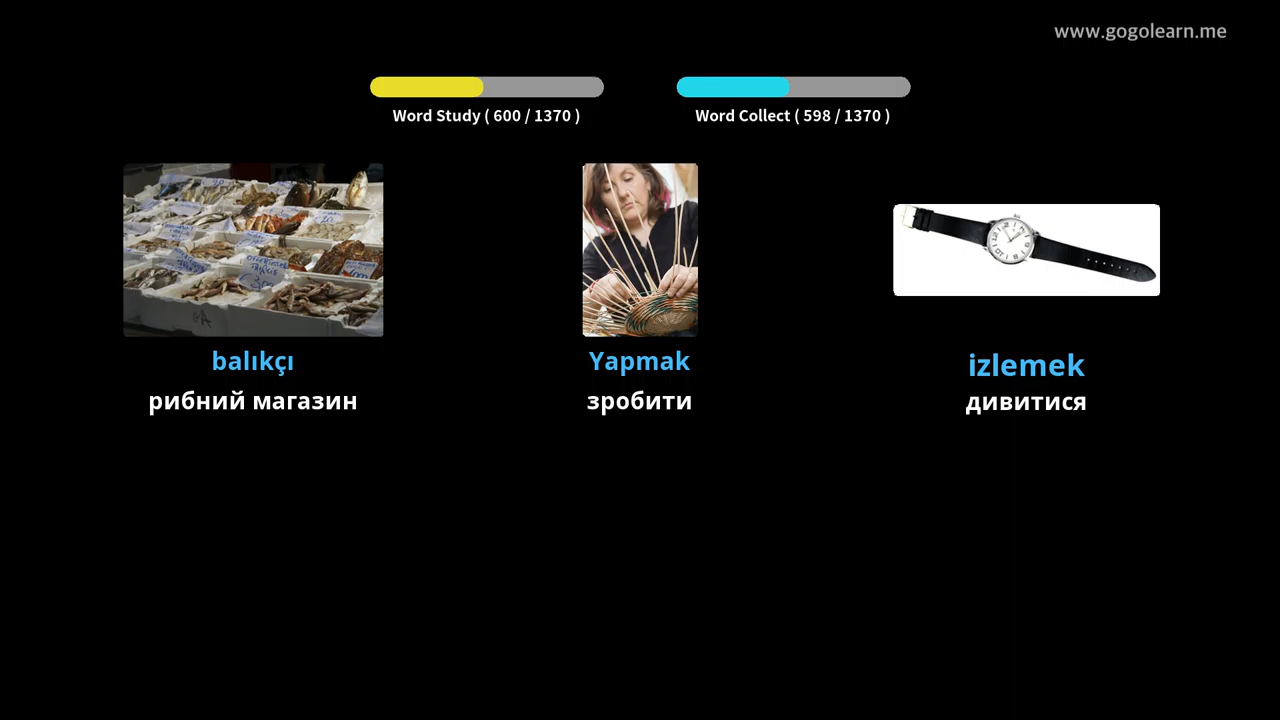 www.gogolearn.me
Word Study ( 600 / 1370 )
Word Collect ( 598 / 1370 )
balıkçı
рибний магазин
Yapmak
зробити
izlemek
дивитися